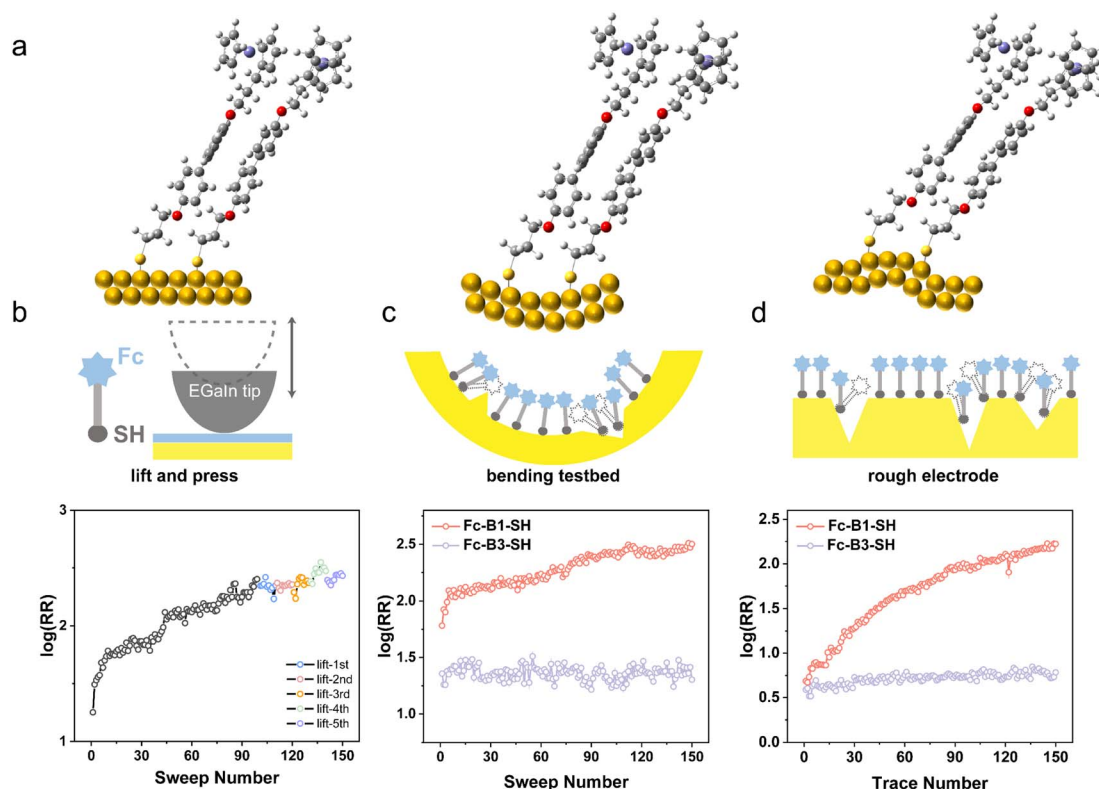 a
b
c
d
Fc
SH
EGaIn tip
lift and press
bending testbed
rough electrode
3
2
1
log(RR)
0 30 60 90 120 150
Sweep Number
lift-1st
lift-2nd
lift-3rd
lift-4th
lift-5th
Fc-B1-SH
Fc-B3-SH
2.5
2.0
1.5
1.0
log(RR)
0 30 60 90 120 150
Sweep Number
Fc-B1-SH
Fc-B3-SH
2.5
2.0
1.5
1.0
0.5
0.0
log(RR)
0 30 60 90 120 150
Trace Number